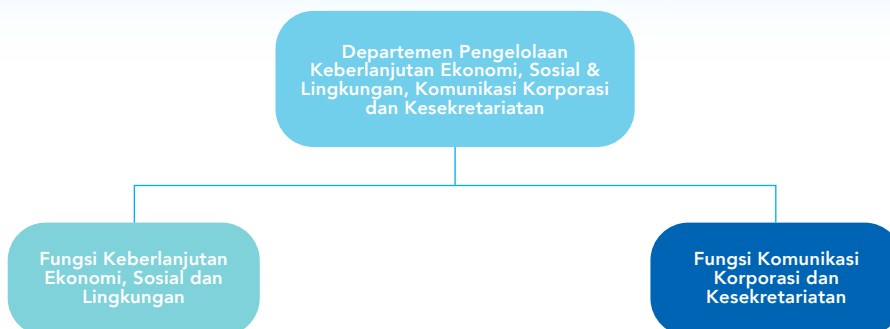 Departemen Pengelolaan
Keberlanjutan Ekonomi, Sosial &
Lingkungan, Komunikasi Korporasi
dan Kesekretariatan
Fungsi Keberlanjutan
Ekonomi, Sosial dan
Lingkungan
Fungsi Komunikasi
Korporasi dan
Kesekretariatan